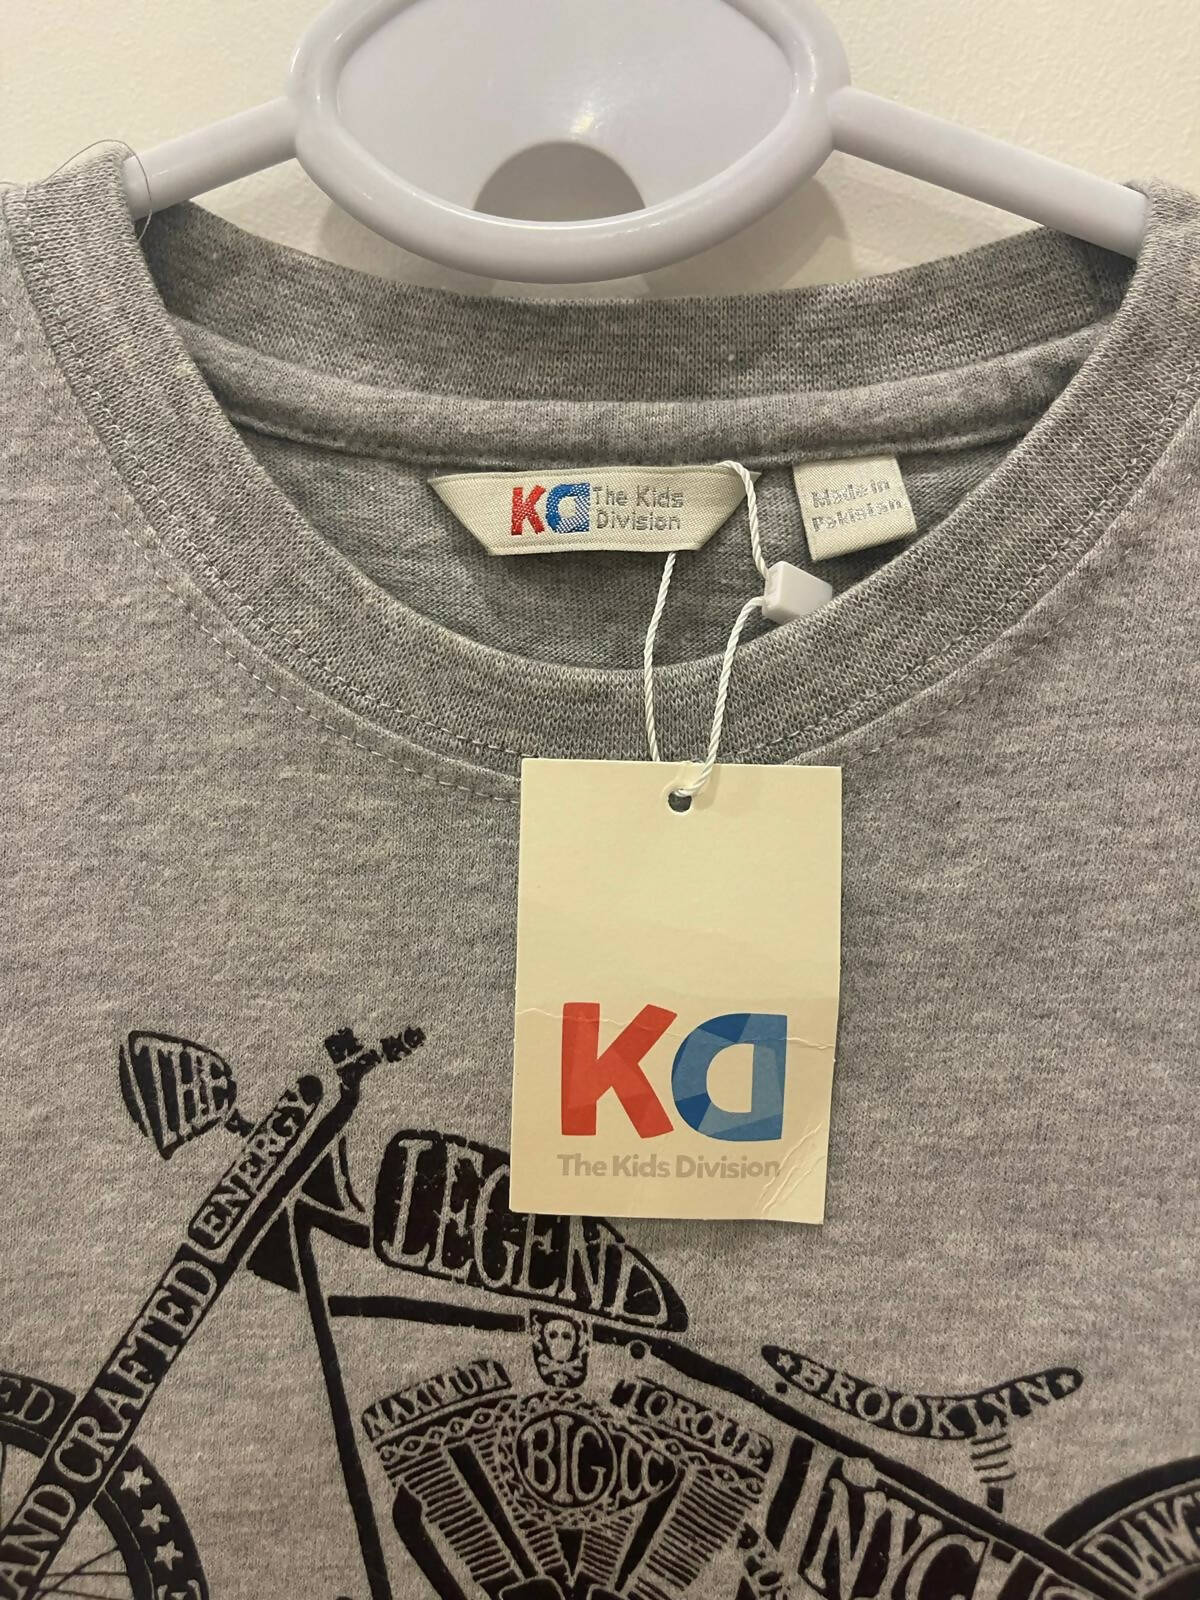 KD The Kids
Division
Made in
Pakistan
KD
The Kids Division
THE
ENERGY
LEGEND
HANDCRAFTED
MAXIMUM
TORQUE
BROOKLYN
BIG CC
NYC